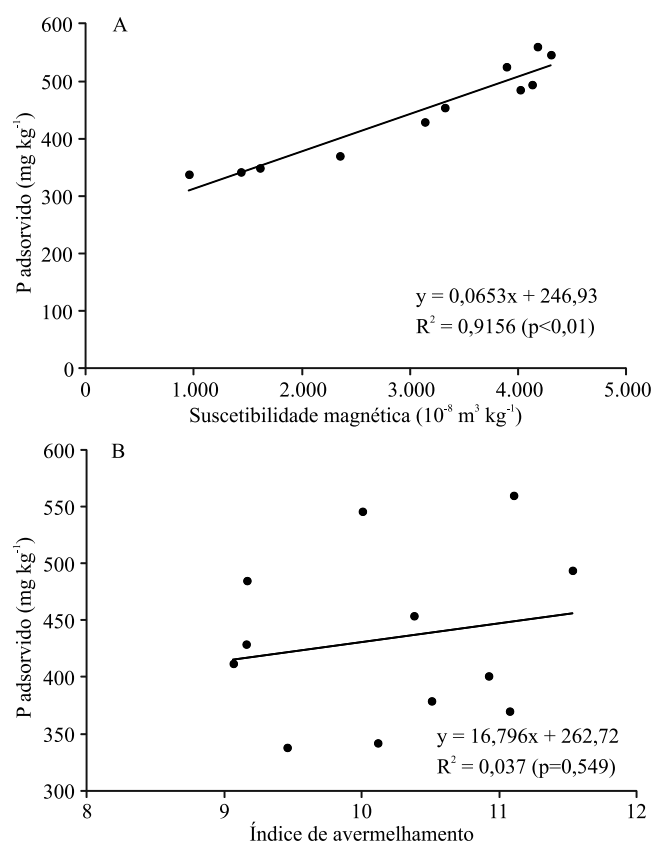 A
600
500
400
300
200
100
0
P adsorvido (mg kg⁻¹)
y = 0,0653x + 246,93
R² = 0,9156 (p<0,01)
0 1.000 2.000 3.000 4.000 5.000
Suscetibilidade magnética (10⁻⁸ m³ kg⁻¹)
B
600
550
500
450
400
350
300
P adsorvido (mg kg⁻¹)
y = 16,796x + 262,72
R² = 0,037 (p=0,549)
8 9 10 11 12
Índice de avermelhamento